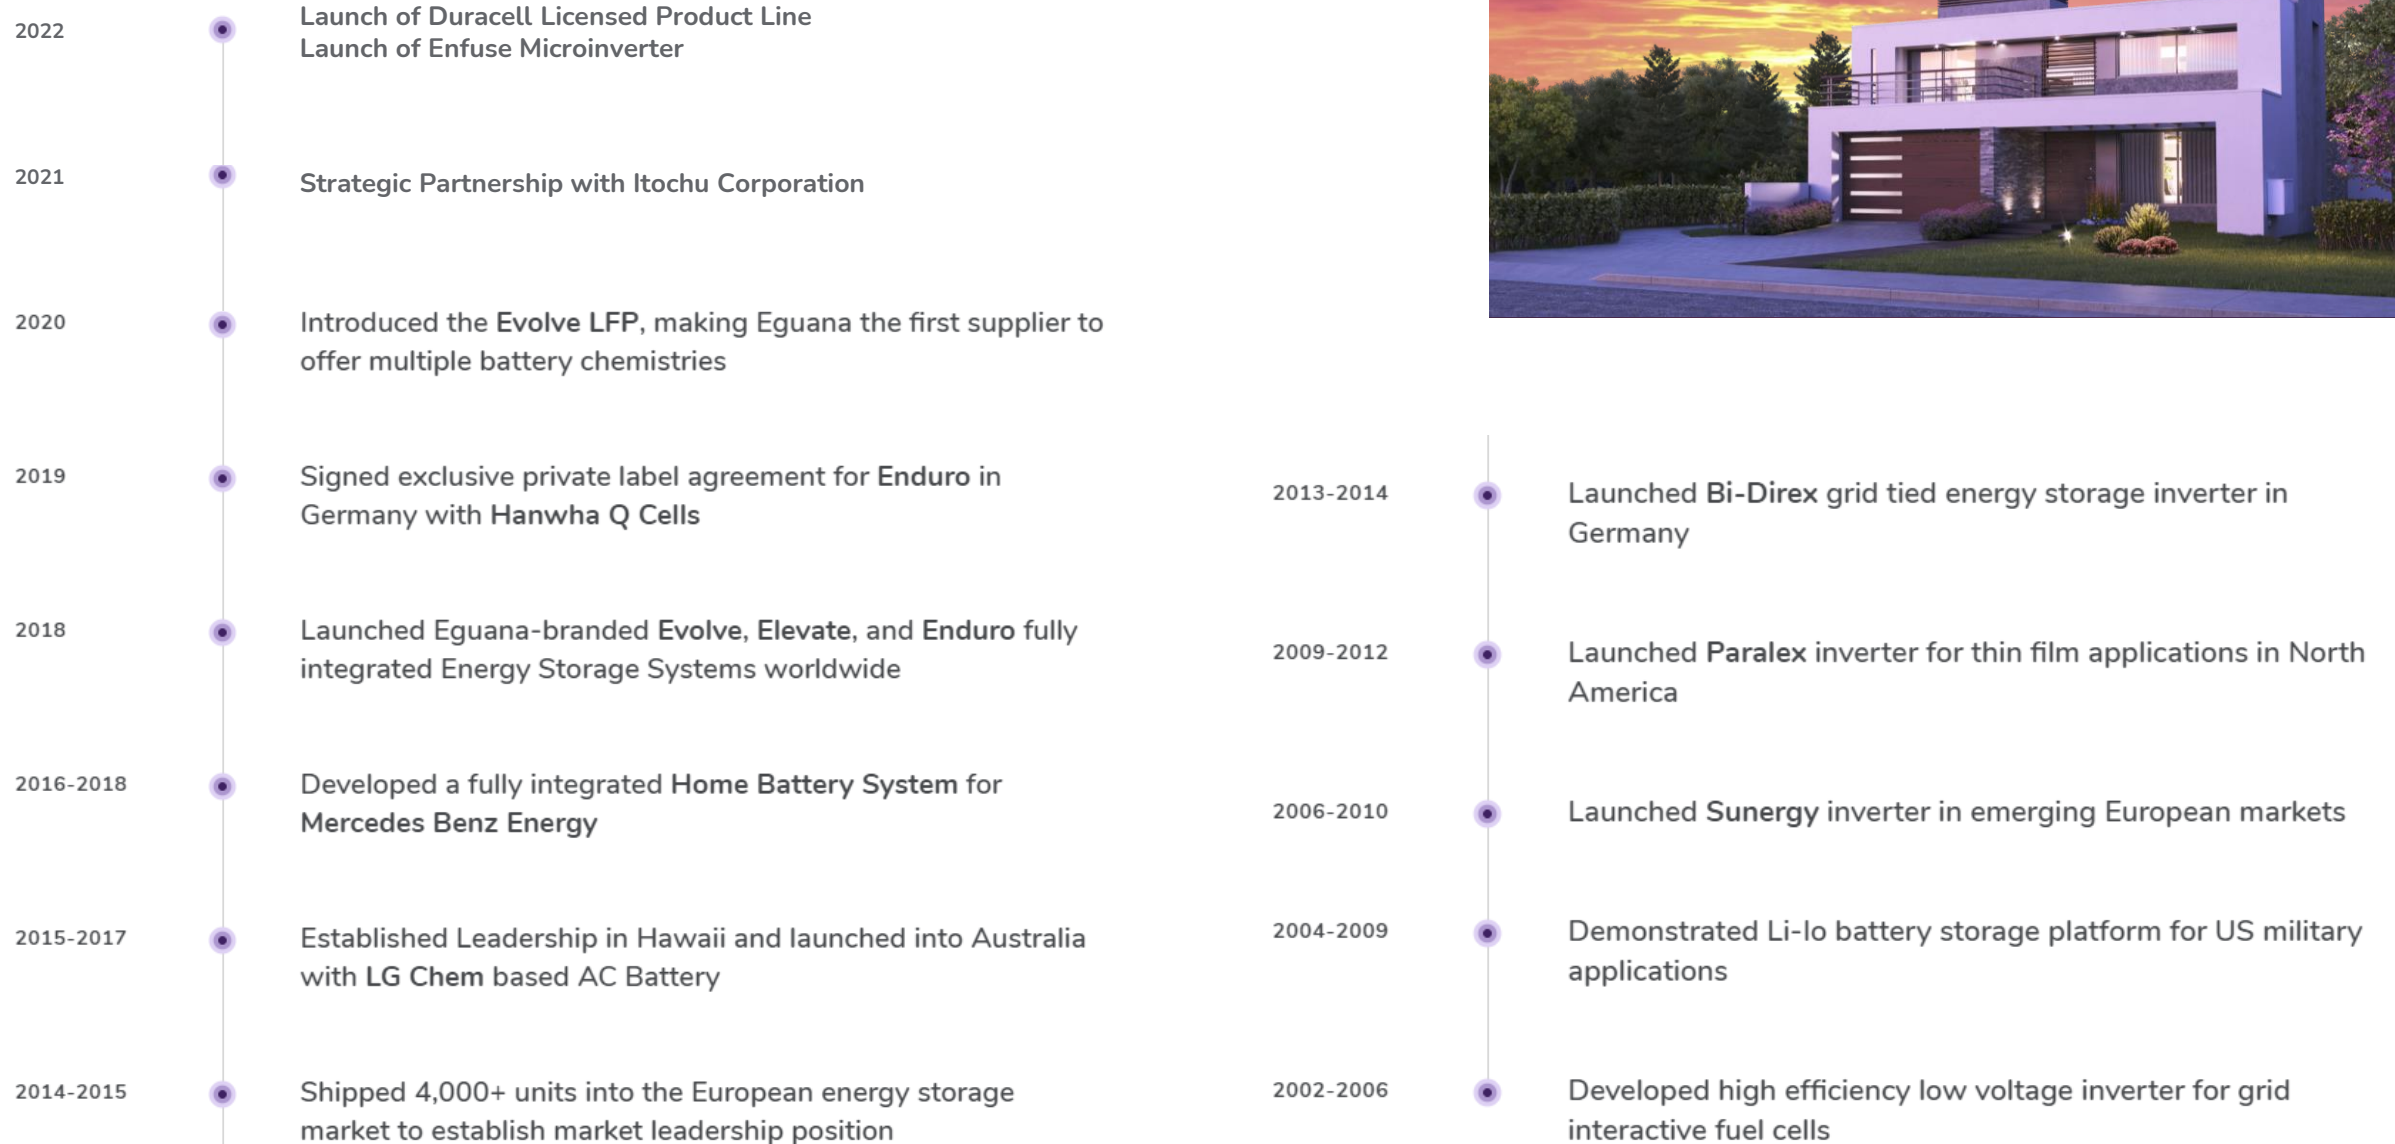 2022
Launch of Duracell Licensed Product Line
Launch of Enfuse Microinverter
2021
Strategic Partnership with Itochu Corporation
2020
Introduced the Evolve LFP, making Eguana the first supplier to
offer multiple battery chemistries
2019
Signed exclusive private label agreement for Enduro in
Germany with Hanwha Q Cells
2018
Launched Eguana-branded Evolve, Elevate, and Enduro fully
integrated Energy Storage Systems worldwide
2016-2018
Developed a fully integrated Home Battery System for
Mercedes Benz Energy
2015-2017
Established Leadership in Hawaii and launched into Australia
with LG Chem based AC Battery
2014-2015
Shipped 4,000+ units into the European energy storage
market to establish market leadership position
2013-2014
Launched Bi-Direx grid tied energy storage inverter in
Germany
2009-2012
Launched Paralex inverter for thin film applications in North
America
2006-2010
Launched Sunergy inverter in emerging European markets
2004-2009
Demonstrated Li-Io battery storage platform for US military
applications
2002-2006
Developed high efficiency low voltage inverter for grid
interactive fuel cells